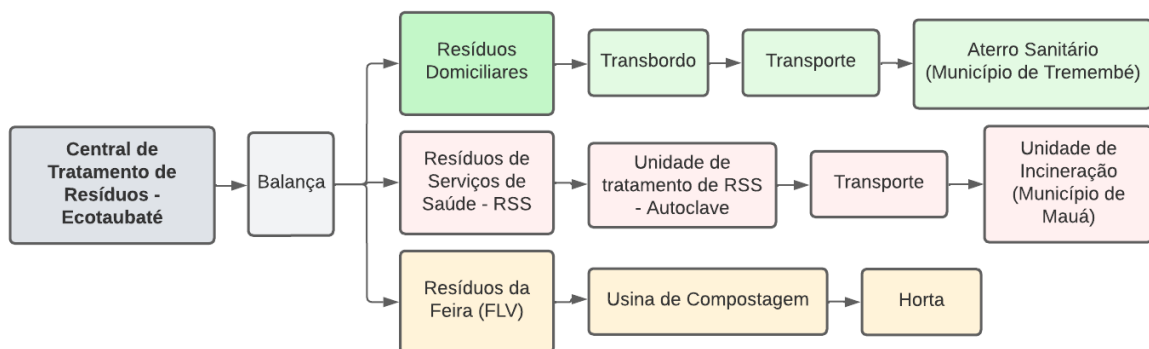 Central de
Tratamento de
Resíduos -
Ecotaubaté
Balança
Resíduos
Domiciliares
Transbordo
Transporte
Aterro Sanitário
(Município de Tremembé)
Resíduos de
Serviços de
Saúde - RSS
Unidade de
tratamento de RSS
- Autoclave
Transporte
Unidade de
Incineração
(Município de
Mauá)
Resíduos da
Feira (FLV)
Usina de Compostagem
Horta